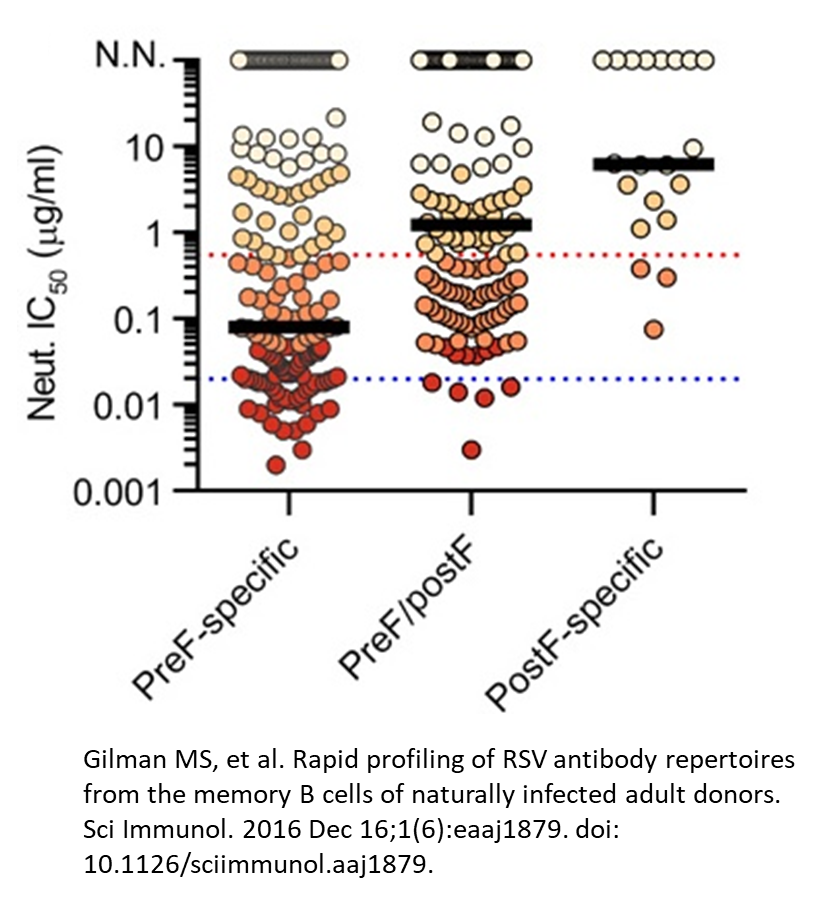 N.N.
10
1
0.1
0.01
0.001
Neut. IC50 (μg/ml)
PreF-specific
PreF/postF
PostF-specific
Gilman MS, et al. Rapid profiling of RSV antibody repertoires
from the memory B cells of naturally infected adult donors.
Sci Immunol. 2016 Dec 16;1(6):eaaj1879. doi:
10.1126/sciimmunol.aaj1879.